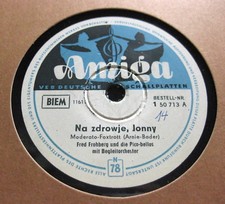 Amiga
VEB DEUTSCHE SCHALLPLATTEN
BIEM
BESTELL-NR.
1 50 713 A
Na zdrowje, Jonny
Moderato-Foxtrott (Arnie-Bader)
Fred Frohberg und die Pico-bellos
mit Begleitorchester
N
78